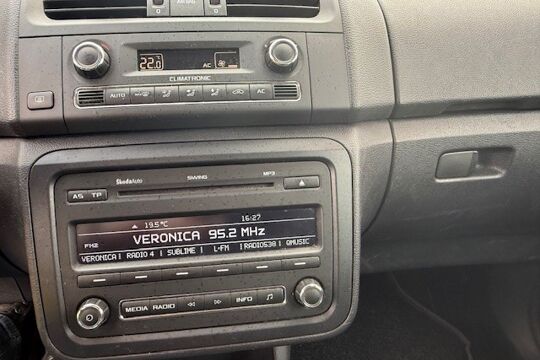 AIRBAG
22.0 AC
CLIMATRONIC
AUTO AC
ŠkodaAuto SWING MP3
AS TP
19.5°C 16:27
FM2 VERONICA 95.2 MHz
VERONICA RADIO 4 SUBLIME L-FM RADIO538 QMUSIC
MEDIA RADIO INFO